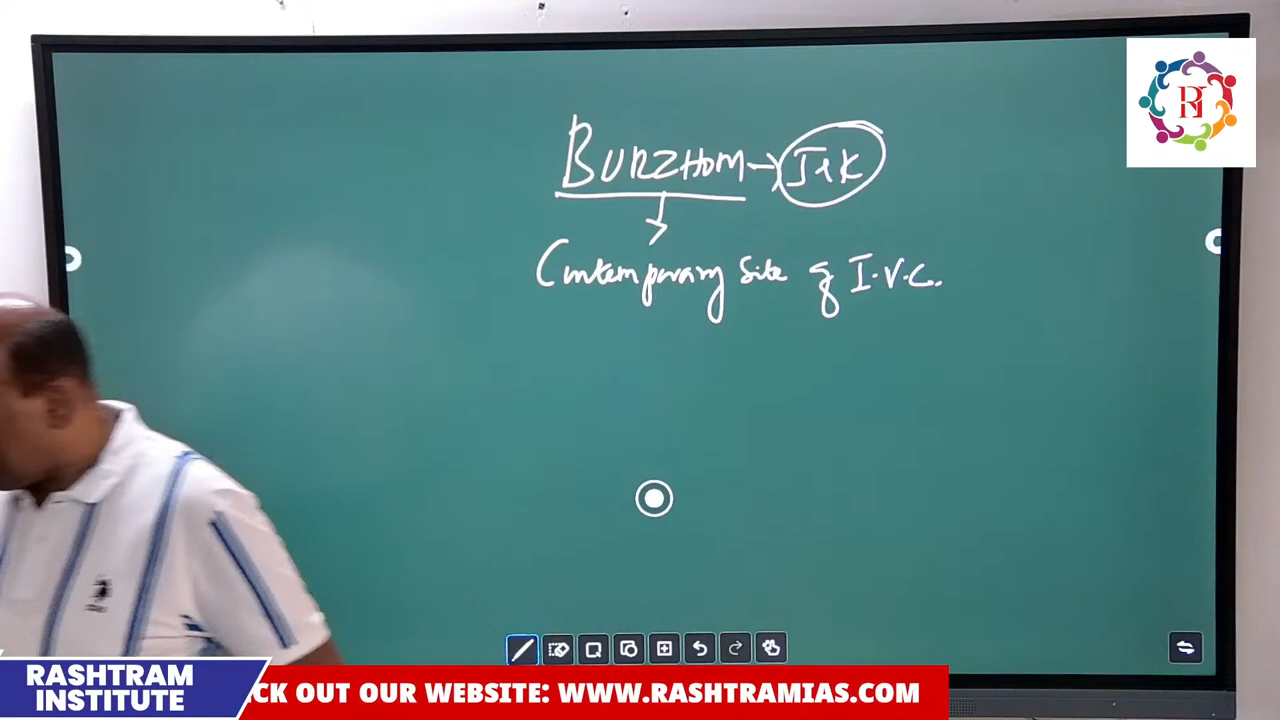 BURZHOM → J&K
Contemporary site of I.V.C.
RASHTRAM
INSTITUTE
CK OUT OUR WEBSITE: WWW.RASHTRAMIAS.COM